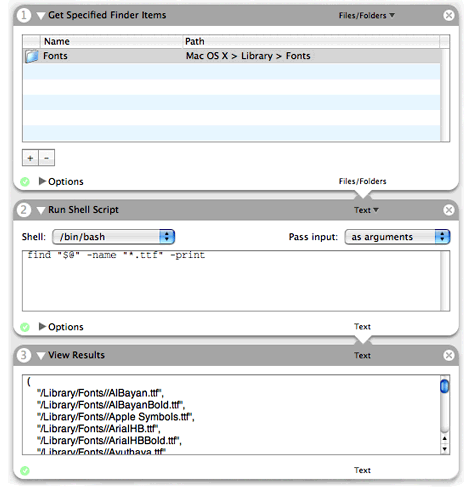 1 Get Specified Finder Items Files/Folders
Name Path
Fonts Mac OS X > Library > Fonts
+ -
Options Files/Folders
2 Run Shell Script Text
Shell: /bin/bash Pass input: as arguments
find "$@" -name "*.ttf" -print
Options Text
3 View Results Text
(
"/Library/Fonts//AlBayan.ttf",
"/Library/Fonts//AlBayanBold.ttf",
"/Library/Fonts//Apple Symbols.ttf",
"/Library/Fonts//ArialHB.ttf",
"/Library/Fonts//ArialHBBold.ttf",
"/Library/Fonts//Ayuthaya.ttf"
Text